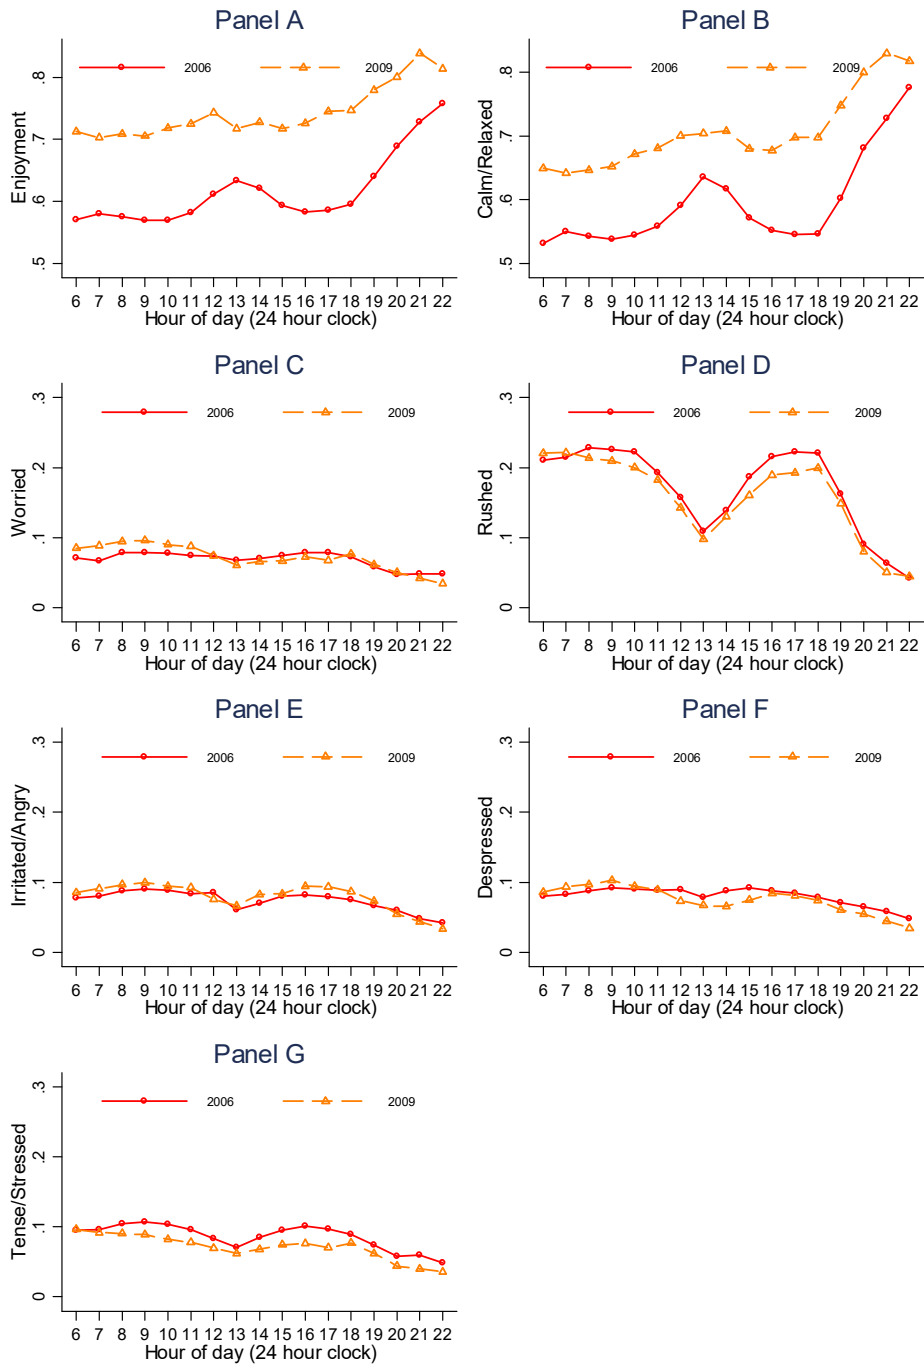 Panel A
2006 2009
Enjoyment
.5 .6 .7 .8
6 7 8 9 10 11 12 13 14 15 16 17 18 19 20 21 22
Hour of day (24 hour clock)
Panel B
2006 2009
Calm/Relaxed
.5 .6 .7 .8
6 7 8 9 10 11 12 13 14 15 16 17 18 19 20 21 22
Hour of day (24 hour clock)
Panel C
2006 2009
Worried
0 .1 .2 .3
6 7 8 9 10 11 12 13 14 15 16 17 18 19 20 21 22
Hour of day (24 hour clock)
Panel D
2006 2009
Rushed
0 .1 .2 .3
6 7 8 9 10 11 12 13 14 15 16 17 18 19 20 21 22
Hour of day (24 hour clock)
Panel E
2006 2009
Irritated/Angry
0 .1 .2 .3
6 7 8 9 10 11 12 13 14 15 16 17 18 19 20 21 22
Hour of day (24 hour clock)
Panel F
2006 2009
Despressed
0 .1 .2 .3
6 7 8 9 10 11 12 13 14 15 16 17 18 19 20 21 22
Hour of day (24 hour clock)
Panel G
2006 2009
Tense/Stressed
0 .1 .2 .3
6 7 8 9 10 11 12 13 14 15 16 17 18 19 20 21 22
Hour of day (24 hour clock)